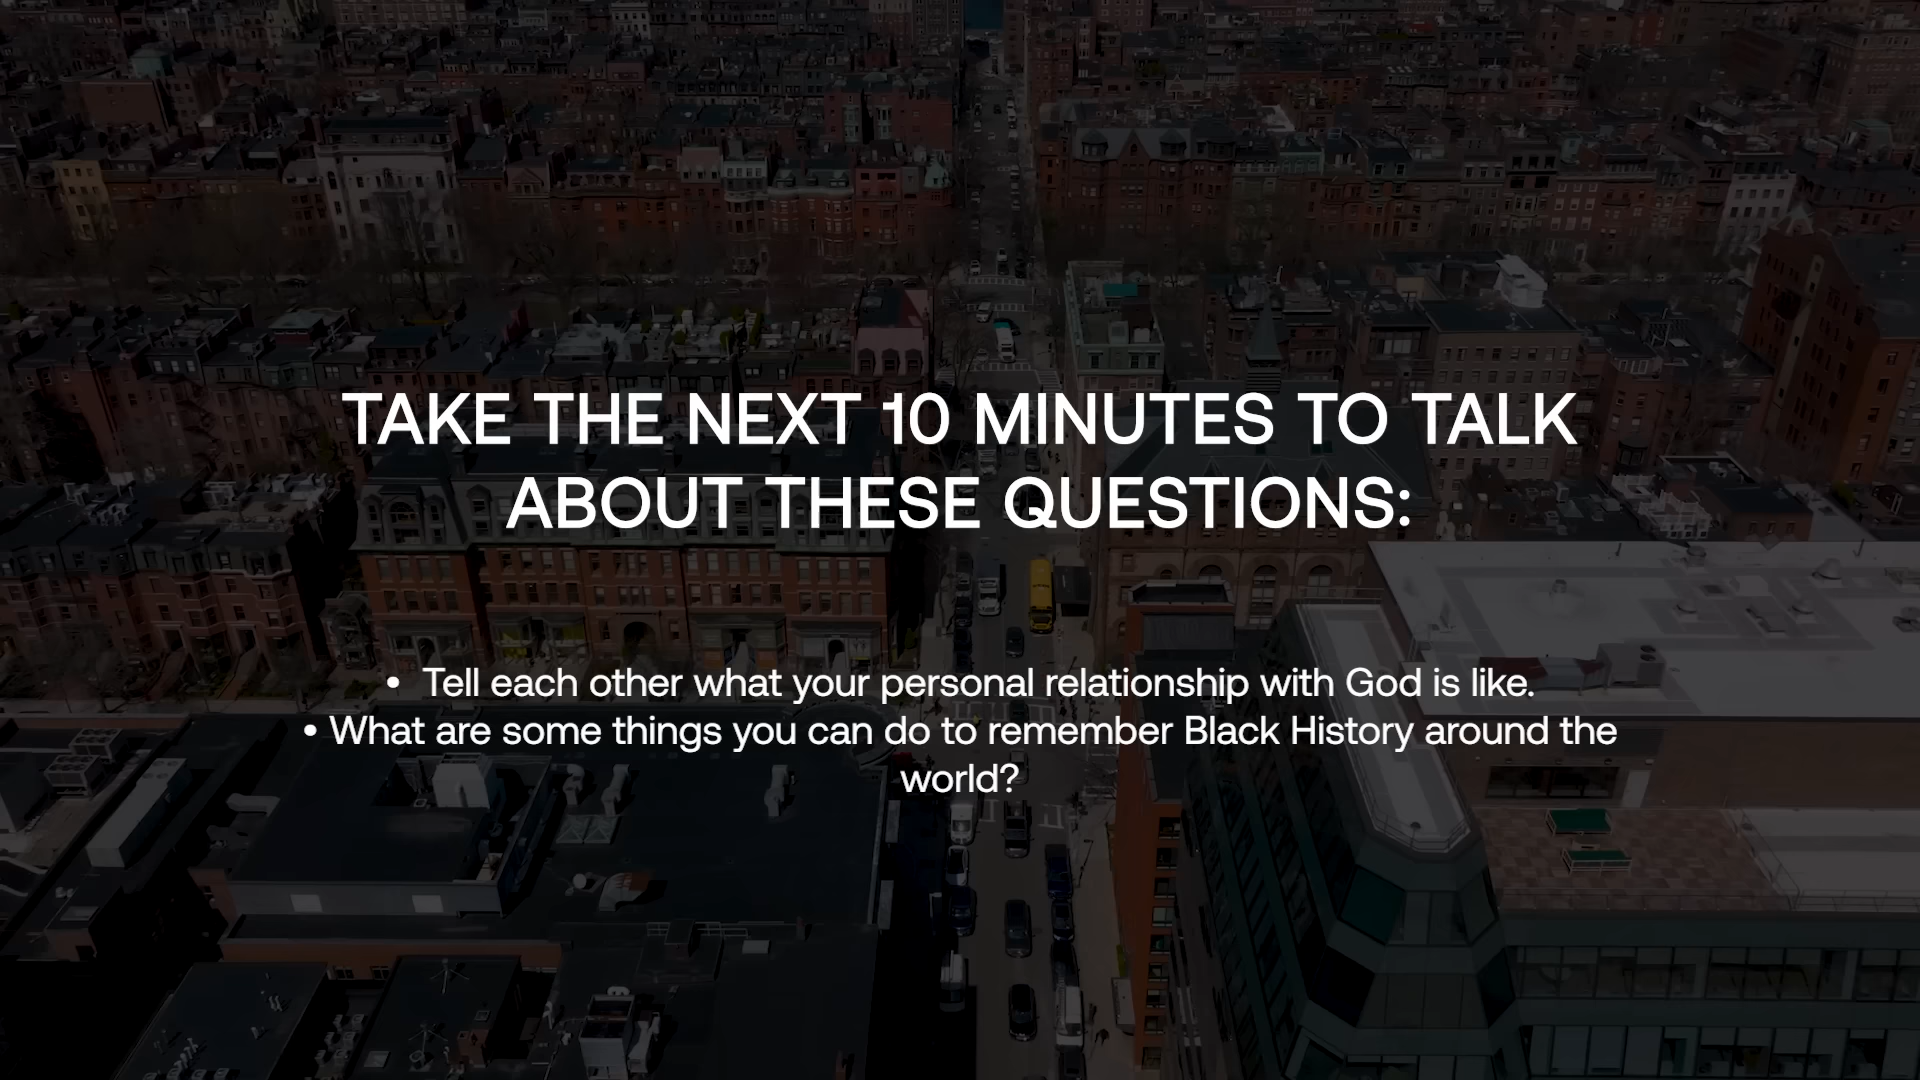 TAKE THE NEXT 10 MINUTES TO TALK
ABOUT THESE QUESTIONS:
• Tell each other what your personal relationship with God is like.
• What are some things you can do to remember Black History around the
world?